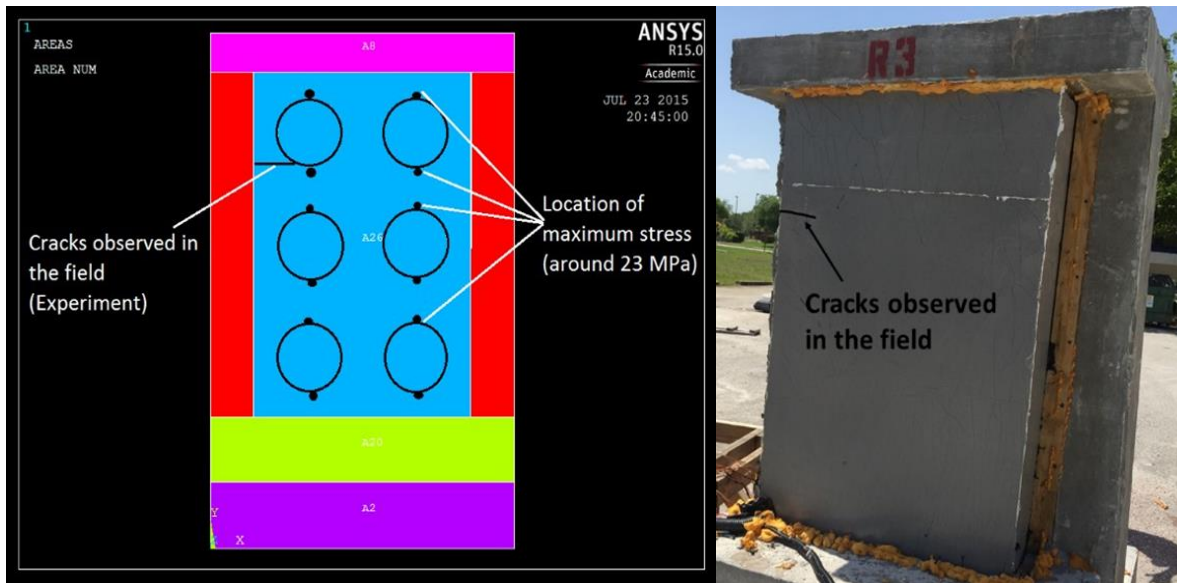 1
AREAS
AREA NUM
A8
ANSYS
R15.0
Academic
JUL 23 2015
20:45:00
Cracks observed in
the field
(Experiment)
A26
Location of
maximum stress
(around 23 MPa)
A20
A2
Y
X
R3
Cracks observed
in the field